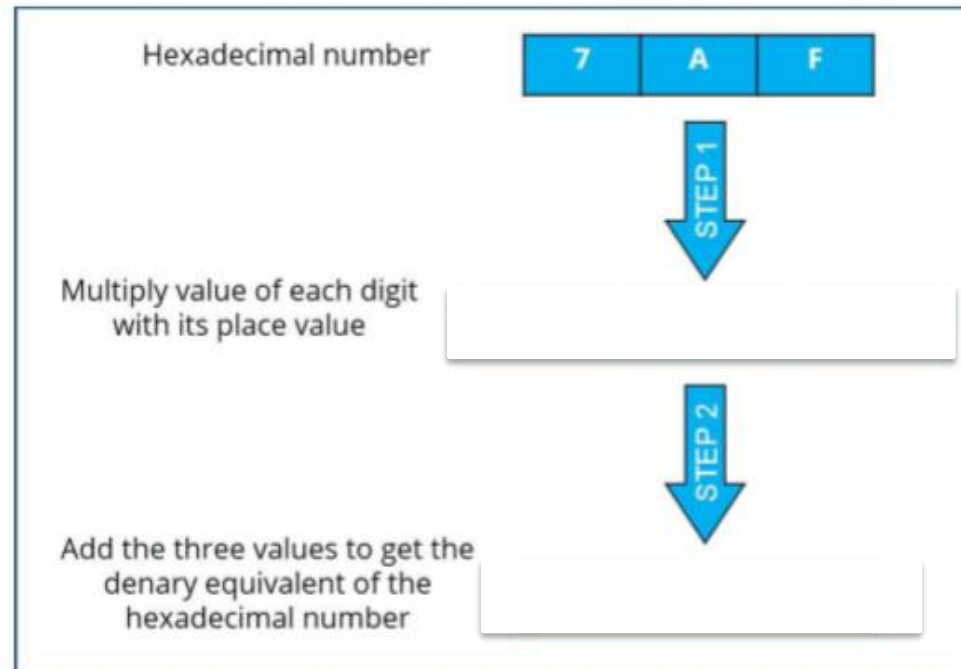 Hexadecimal number
7 A F
STEP 1
Multiply value of each digit
with its place value
STEP 2
Add the three values to get the
denary equivalent of the
hexadecimal number